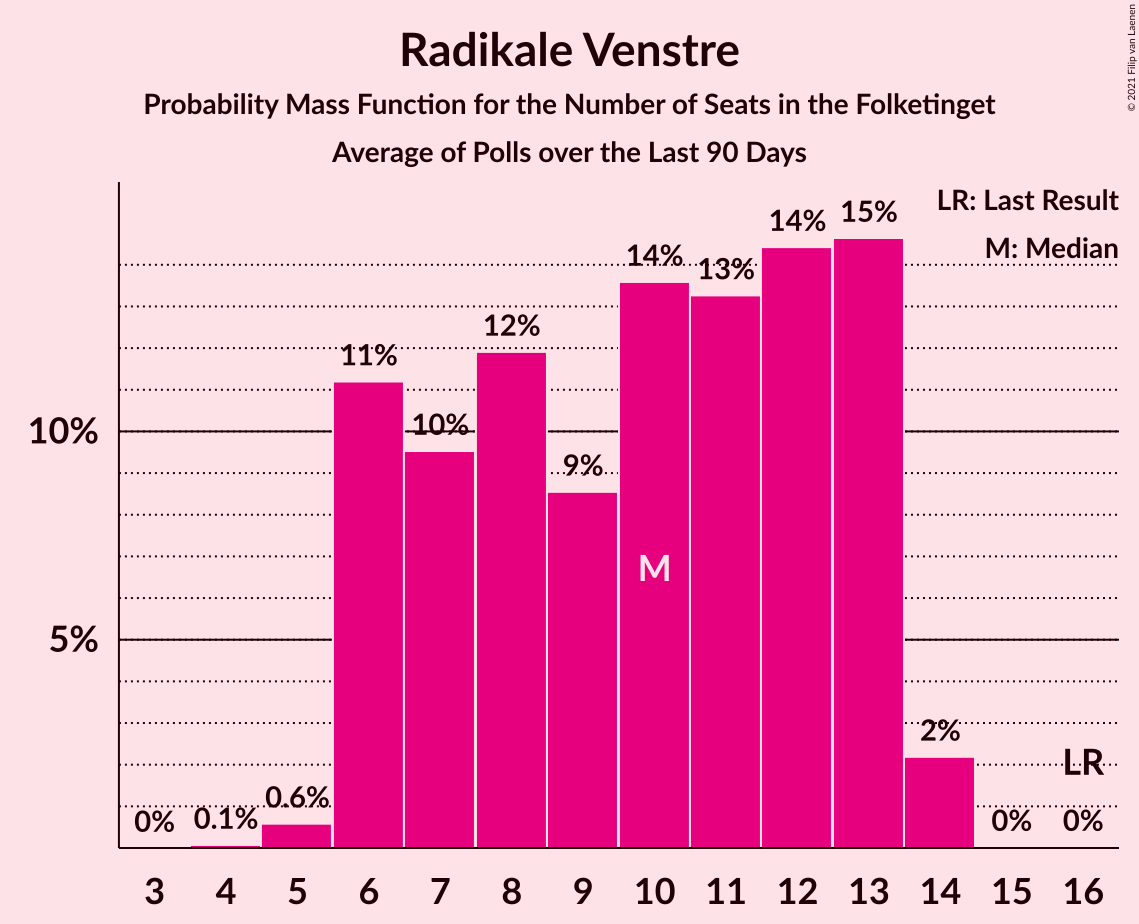 Radikale Venstre
Probability Mass Function for the Number of Seats in the Folketinget
Average of Polls over the Last 90 Days
© 2021 Filip van Laenen
LR: Last Result
M: Median
15%
14%
14%
13%
12%
11%
10%
10%
9%
M
5%
2%
LR
0.6%
0% 0.1% 0% 0%
3 4 5 6 7 8 9 10 11 12 13 14 15 16